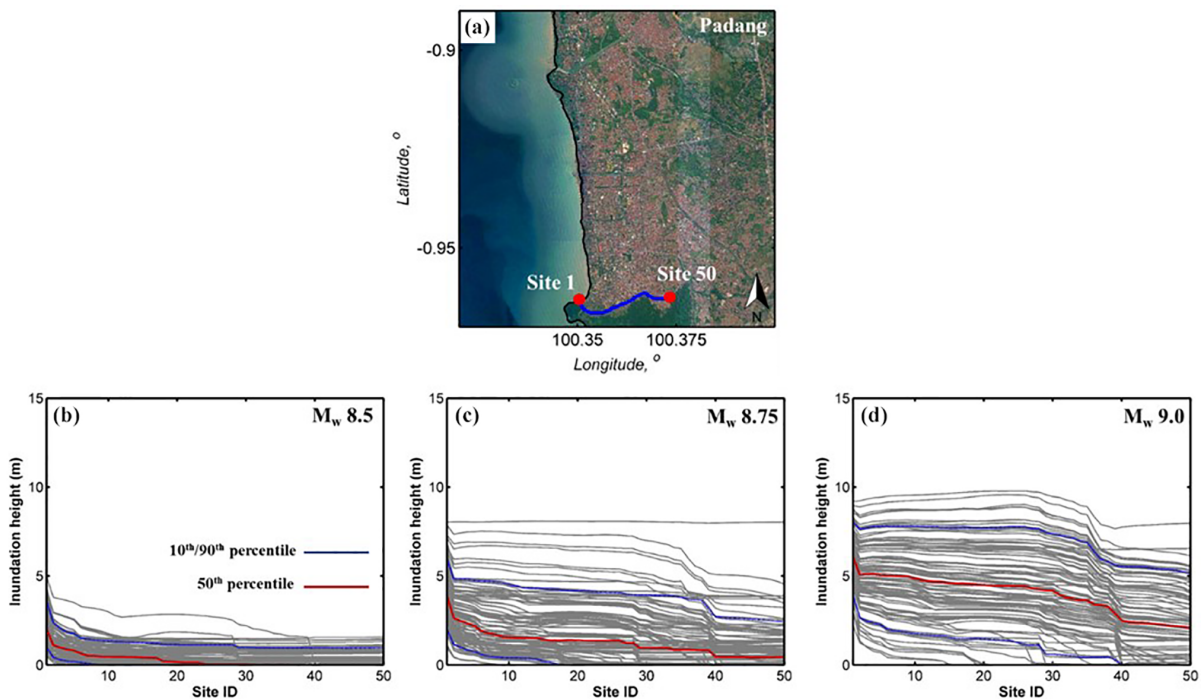 (a)
Padang
-0.9
-0.95
Latitude, °
Site 1
Site 50
N
100.35
100.375
Longitude, °
15
10
5
0
Inundation height (m)
(b)
Mw 8.5
10th/90th percentile
50th percentile
10
20
30
40
50
Site ID
15
10
5
0
Inundation height (m)
(c)
Mw 8.75
10
20
30
40
50
Site ID
15
10
5
0
Inundation height (m)
(d)
Mw 9.0
10
20
30
40
50
Site ID